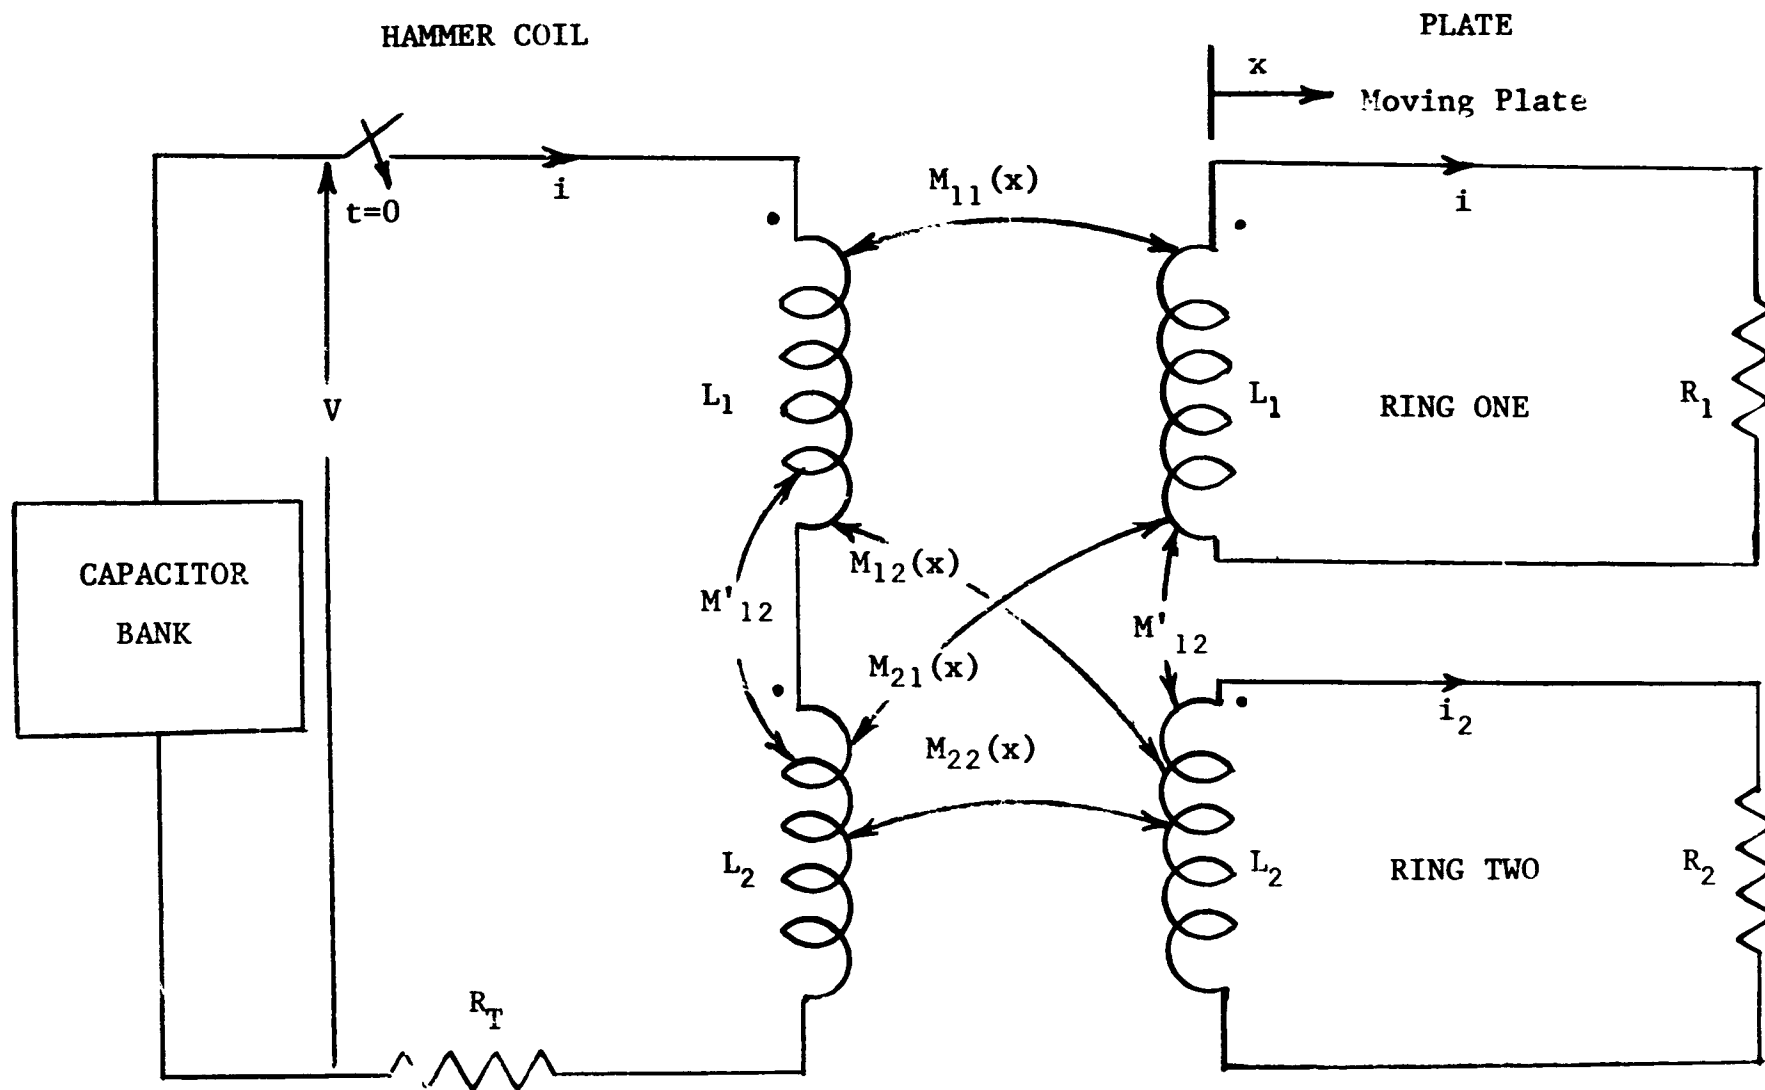 HAMMER COIL
PLATE
x
Moving Plate
t=0
i
M11(x)
i
V
L1
L1
RING ONE
R1
CAPACITOR
BANK
M'12
M12(x)
M21(x)
M'12
i2
M22(x)
L2
L2
RING TWO
R2
RT